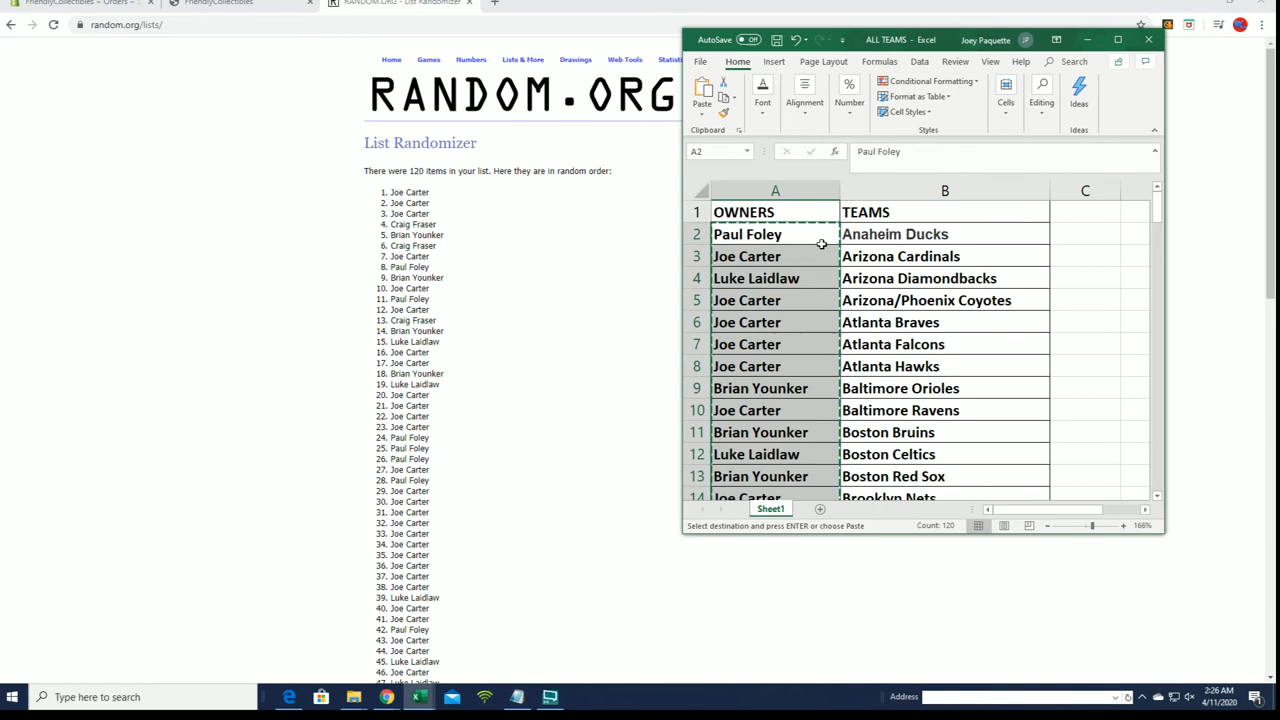 FriendlyCollectibles - Orders
FriendlyCollectibles
RANDOM.ORG - List Randomizer
random.org/lists/
Home Games Numbers Lists & More Drawings Web Tools Statisti
RANDOM.ORG
List Randomizer
There were 120 items in your list. Here they are in random order:
1. Joe Carter
2. Joe Carter
3. Joe Carter
4. Craig Fraser
5. Brian Younker
6. Craig Fraser
7. Joe Carter
8. Paul Foley
9. Brian Younker
10. Joe Carter
11. Paul Foley
12. Joe Carter
13. Craig Fraser
14. Brian Younker
15. Luke Laidlaw
16. Joe Carter
17. Joe Carter
18. Brian Younker
19. Luke Laidlaw
20. Joe Carter
21. Joe Carter
22. Joe Carter
23. Joe Carter
24. Paul Foley
25. Paul Foley
26. Paul Foley
27. Joe Carter
28. Paul Foley
29. Joe Carter
30. Joe Carter
31. Joe Carter
32. Joe Carter
33. Joe Carter
34. Joe Carter
35. Joe Carter
36. Joe Carter
37. Joe Carter
38. Joe Carter
39. Luke Laidlaw
40. Joe Carter
41. Joe Carter
42. Paul Foley
43. Joe Carter
44. Joe Carter
45. Luke Laidlaw
46. Joe Carter
47. Luke Laidlaw
AutoSave Off ALL TEAMS - Excel Joey Paquette JP
File Home Insert Page Layout Formulas Data Review View Help Search
Paste Font Alignment Number Conditional Formatting Format as Table Cell Styles Cells Editing Ideas
Clipboard Styles Ideas
A2 fx Paul Foley
A B C
1 OWNERS TEAMS
2 Paul Foley Anaheim Ducks
3 Joe Carter Arizona Cardinals
4 Luke Laidlaw Arizona Diamondbacks
5 Joe Carter Arizona/Phoenix Coyotes
6 Joe Carter Atlanta Braves
7 Joe Carter Atlanta Falcons
8 Joe Carter Atlanta Hawks
9 Brian Younker Baltimore Orioles
10 Joe Carter Baltimore Ravens
11 Brian Younker Boston Bruins
12 Luke Laidlaw Boston Celtics
13 Brian Younker Boston Red Sox
14 Joe Carter Brooklyn Nets
Sheet1
Select destination and press ENTER or choose Paste Count: 120 166%
Type here to search Address 2:26 AM
4/11/2020